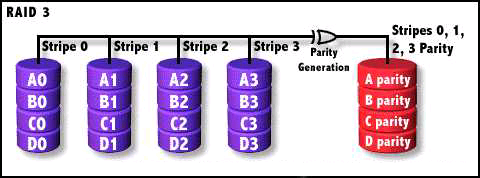 RAID 3
Stripe 0 Stripe 1 Stripe 2 Stripe 3
Parity
Generation
Stripes 0, 1,
2, 3 Parity
A0 A1 A2 A3 A parity
B0 B1 B2 B3 B parity
C0 C1 C2 C3 C parity
D0 D1 D2 D3 D parity